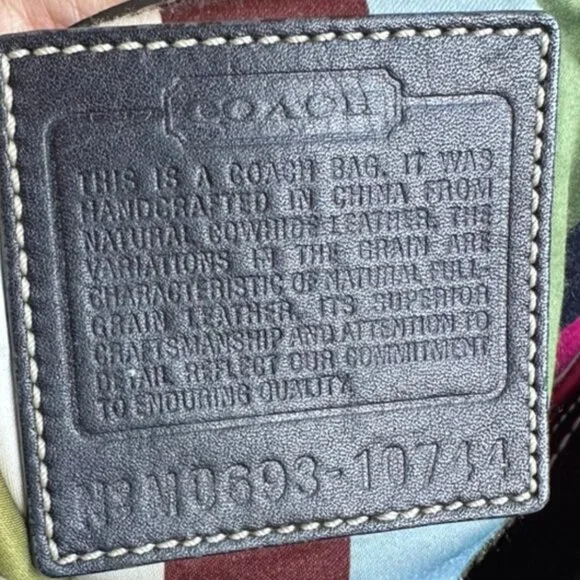 COACH
THIS IS A COACH BAG. IT WAS
HANDCRAFTED IN CHINA FROM
NATURAL COWHIDE LEATHER. THE
VARIATIONS IN THE GRAIN ARE
CHARACTERISTIC OF NATURAL FULL-
GRAIN LEATHER. ITS SUPERIOR
CRAFTSMANSHIP AND ATTENTION TO
DETAIL REFLECT OUR COMMITMENT
TO ENDURING QUALITY.
Nº M0693-10744